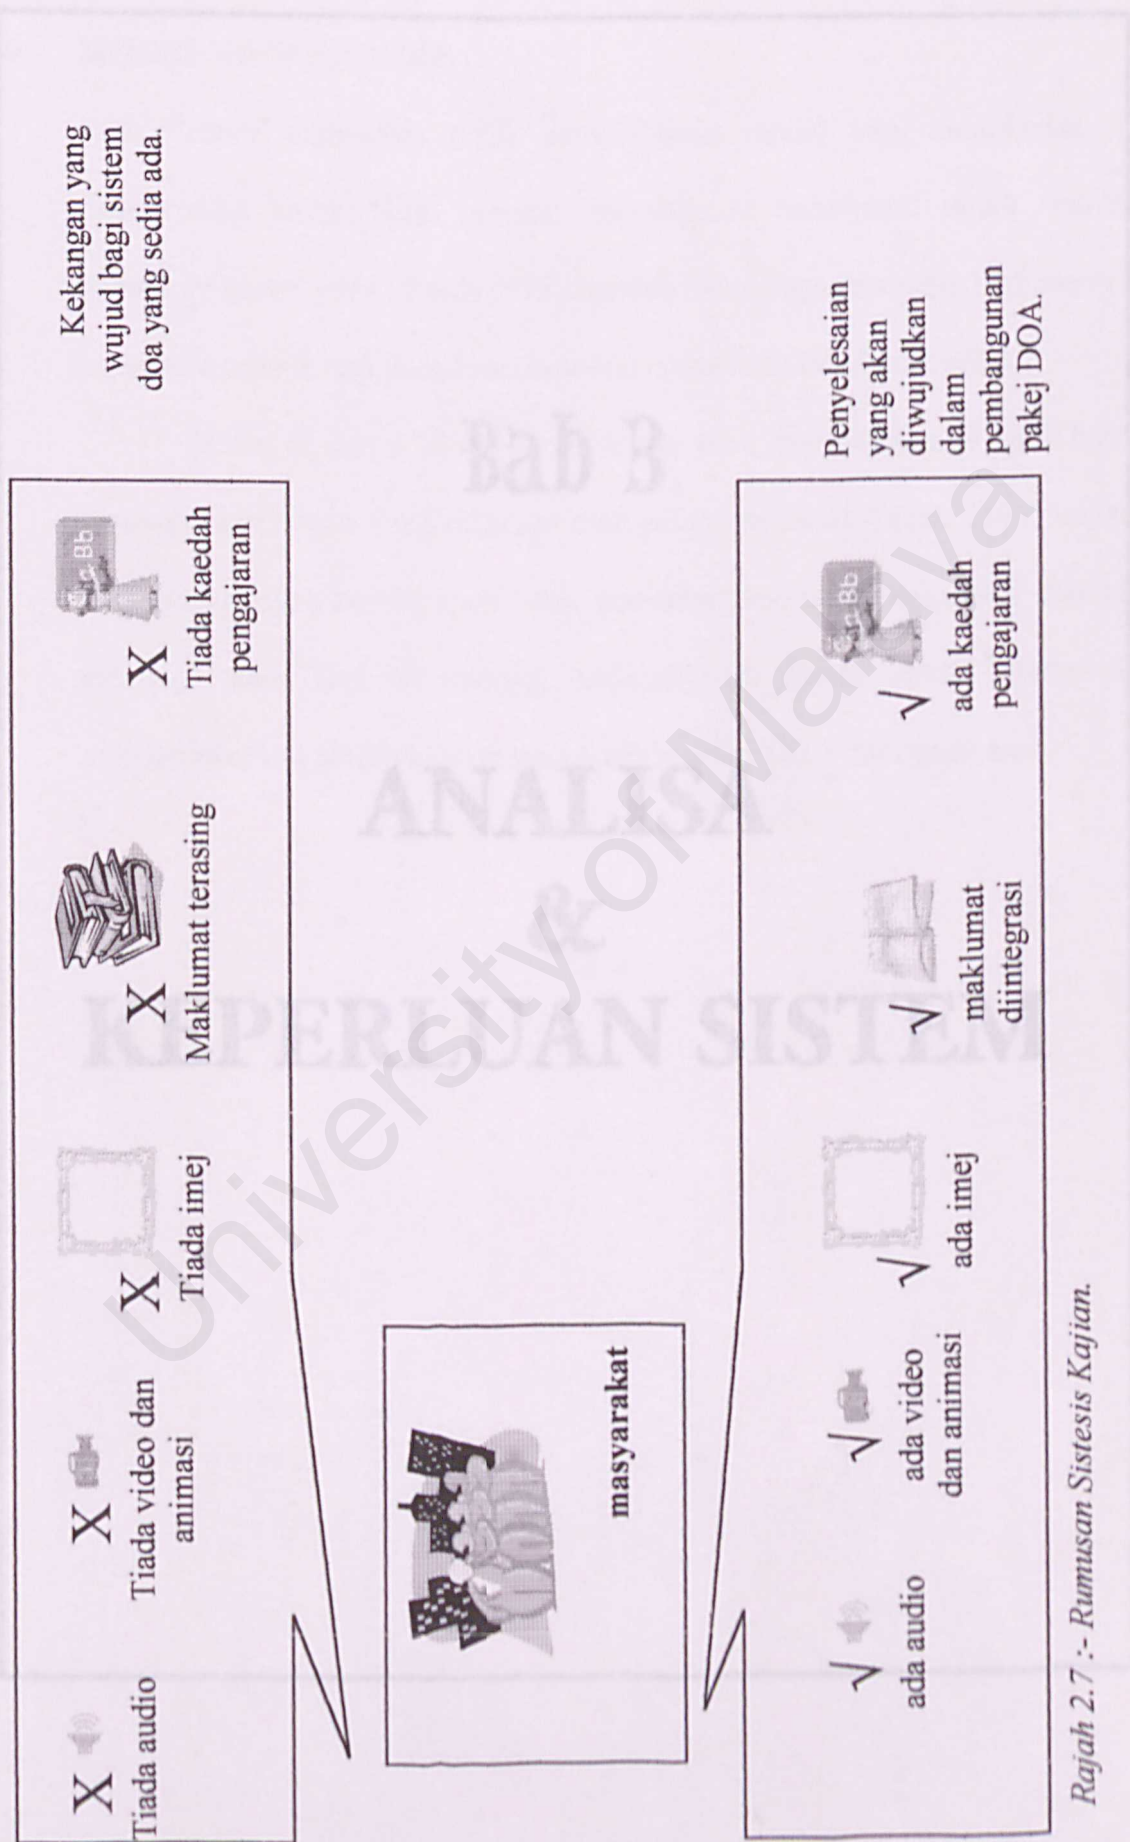 X
Tiada audio
X
Tiada video dan
animasi
X
Tiada imej
X
Maklumat terasing
X
Bb
Tiada kaedah
pengajaran
Kekangan yang
wujud bagi sistem
doa yang sedia ada.
masyarakat
√
ada audio
√
ada video
dan animasi
√
ada imej
√
maklumat
diintegrasi
√
Bb
ada kaedah
pengajaran
Penyelesaian
yang akan
diwujudkan
dalam
pembangunan
pakej DOA.
Rajah 2.7 :- Rumusan Sistesis Kajian.
University of Malaya
Bab 3
ANALISA
&
KEPERLUAN SISTEM